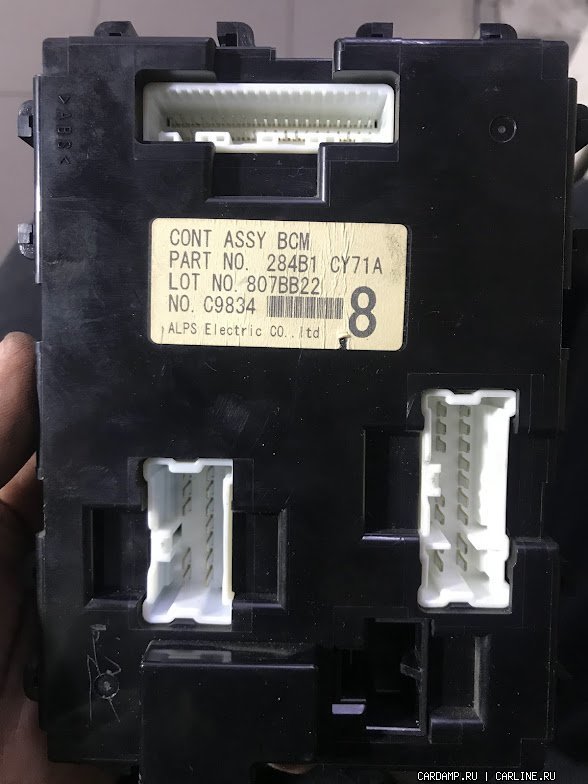 >ABS<
CONT ASSY BCM
PART NO. 284B1 CY71A
LOT NO. 807BB22
NO. C9834
8
ALPS Electric CO.,ltd
CARDAMP.RU | CARLINE.RU